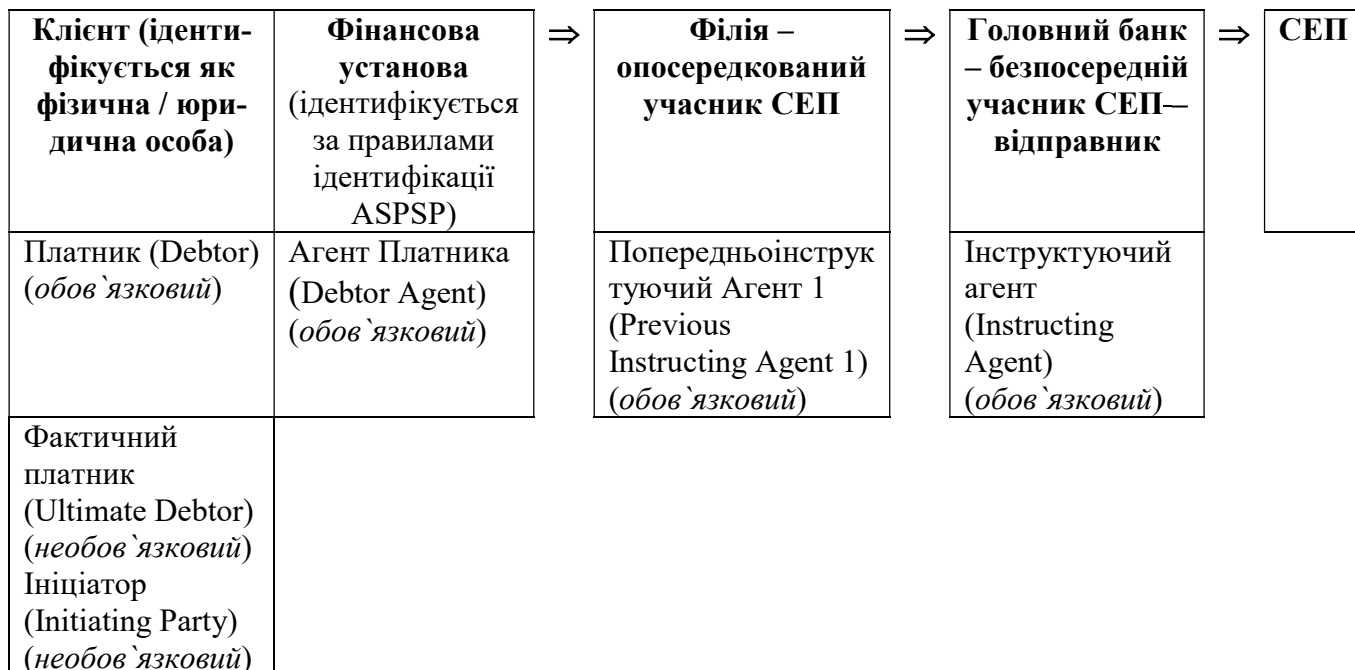 Клієнт (іденти-
фікується як
фізична / юри-
дична особа)
Фінансова
установа
(ідентифікується
за правилами
ідентифікації
ASPSP)
⇒
Філія –
опосередкований
учасник СЕП
⇒
Головний банк
– безпосередній
учасник СЕП–
відправник
⇒
СЕП
Платник (Debtor)
(обов`язковий)
Агент Платника
(Debtor Agent)
(обов`язковий)
Попередньоінструк
туючий Агент 1
(Previous
Instructing Agent 1)
(обов`язковий)
Інструктуючий
агент
(Instructing
Agent)
(обов`язковий)
Фактичний
платник
(Ultimate Debtor)
(необов`язковий)
Ініціатор
(Initiating Party)
(необов`язковий)